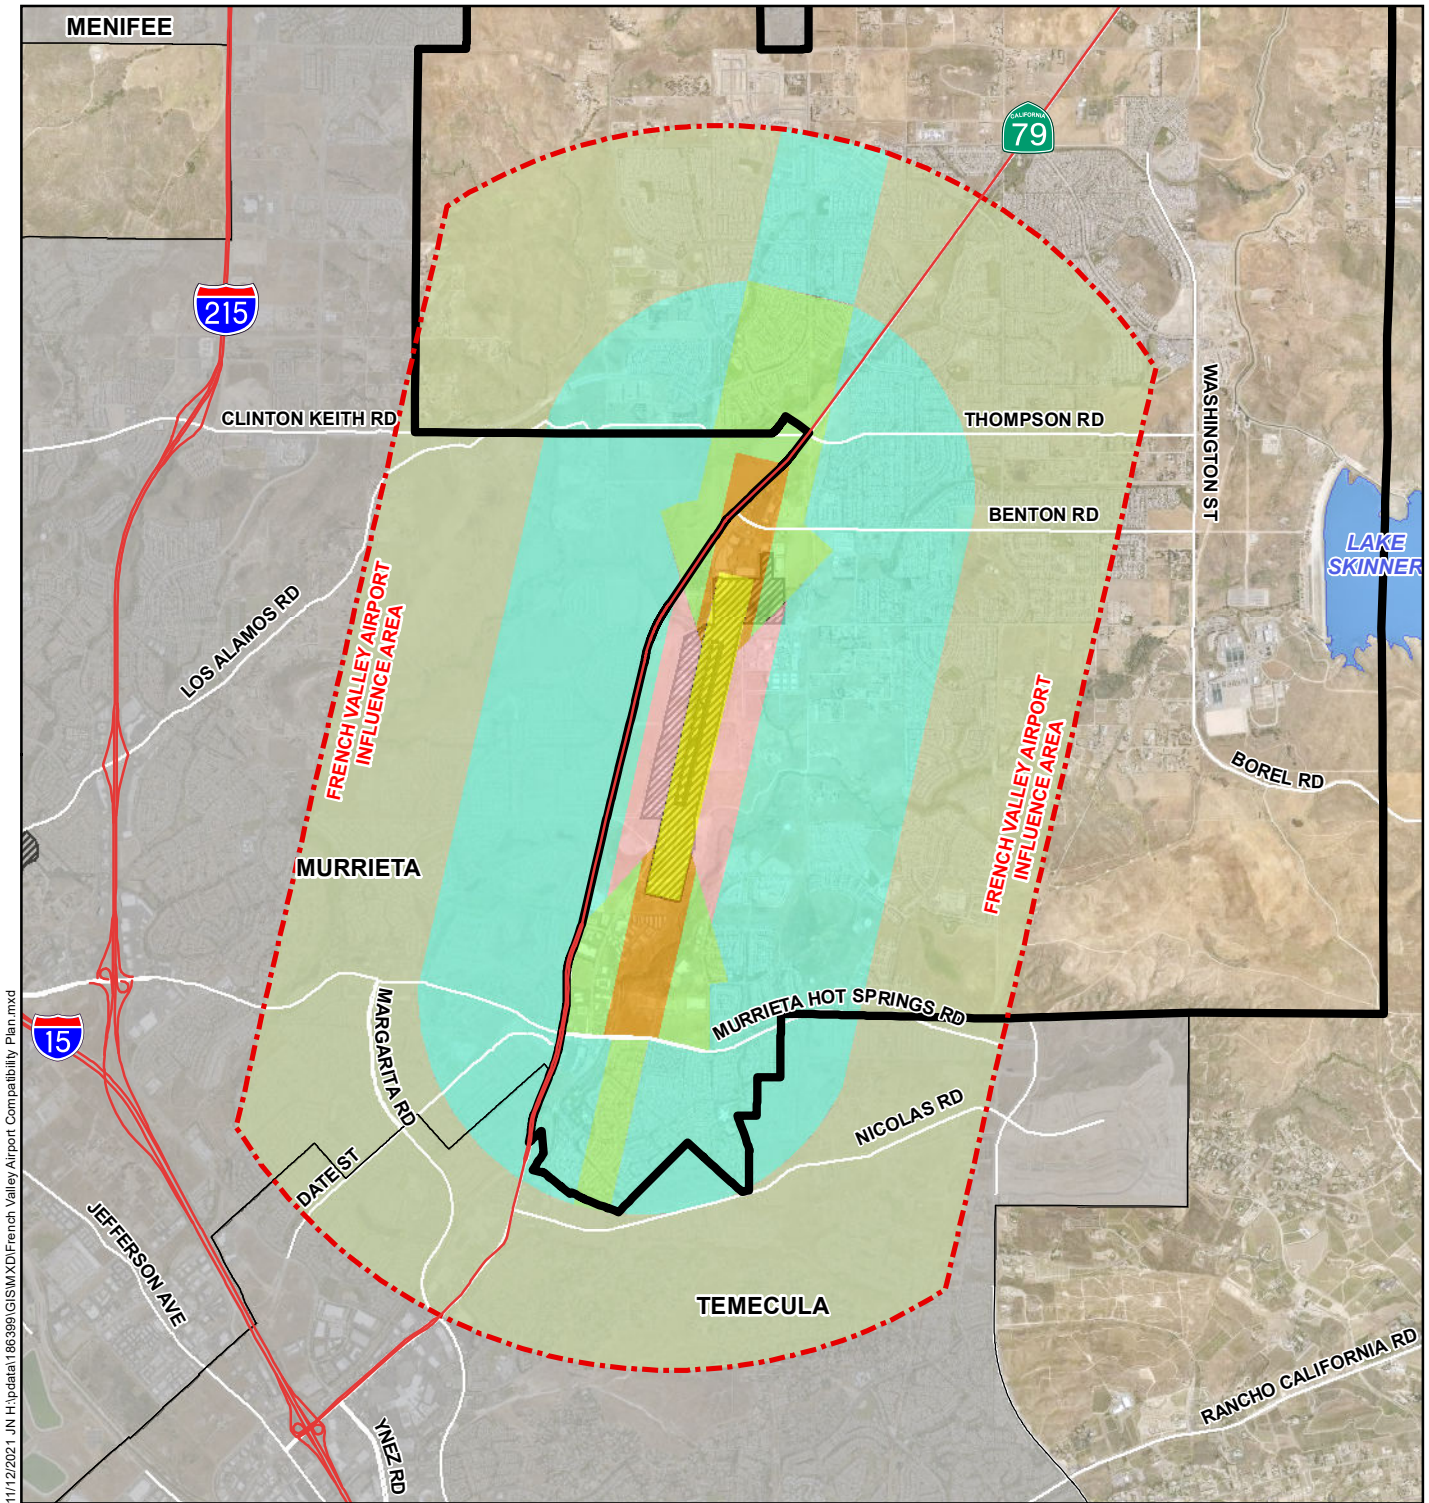 MENIFEE
CALIFORNIA
79
215
CLINTON KEITH RD
THOMPSON RD
WASHINGTON ST
BENTON RD
LAKE
SKINNER
LOS ALAMOS RD
FRENCH VALLEY AIRPORT
INFLUENCE AREA
FRENCH VALLEY AIRPORT
INFLUENCE AREA
BOREL RD
MURRIETA
MURRIETA HOT SPRINGS RD
15
MARGARITA RD
NICOLAS RD
DATE ST
JEFFERSON AVE
TEMECULA
RANCHO CALIFORNIA RD
YNEZ RD
11/12/2021 JN H:\pdata\186399\GIS\MXD\French Valley Airport Compatibility Plan.mxd